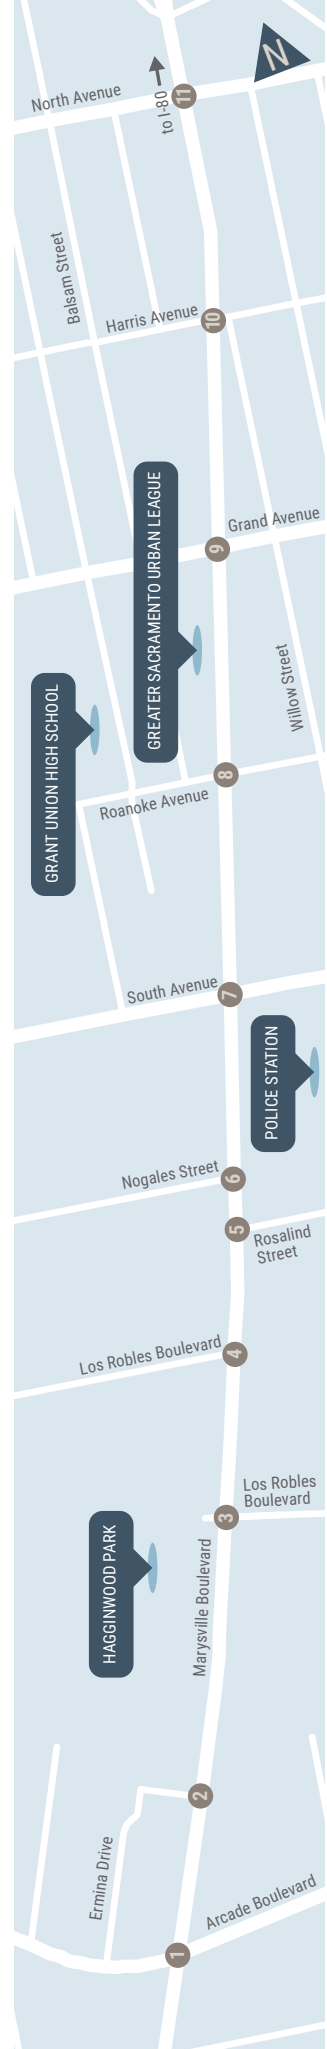 N
11
to I-80
North Avenue
Balsam Street
Harris Avenue
10
GREATER SACRAMENTO URBAN LEAGUE
Grand Avenue
9
GRANT UNION HIGH SCHOOL
Willow Street
8
Roanoke Avenue
South Avenue
7
POLICE STATION
Nogales Street
6
5
Rosalind
Street
Los Robles Boulevard
4
Los Robles
Boulevard
3
HAGGINWOOD PARK
Marysville Boulevard
2
Ermina Drive
Arcade Boulevard
1